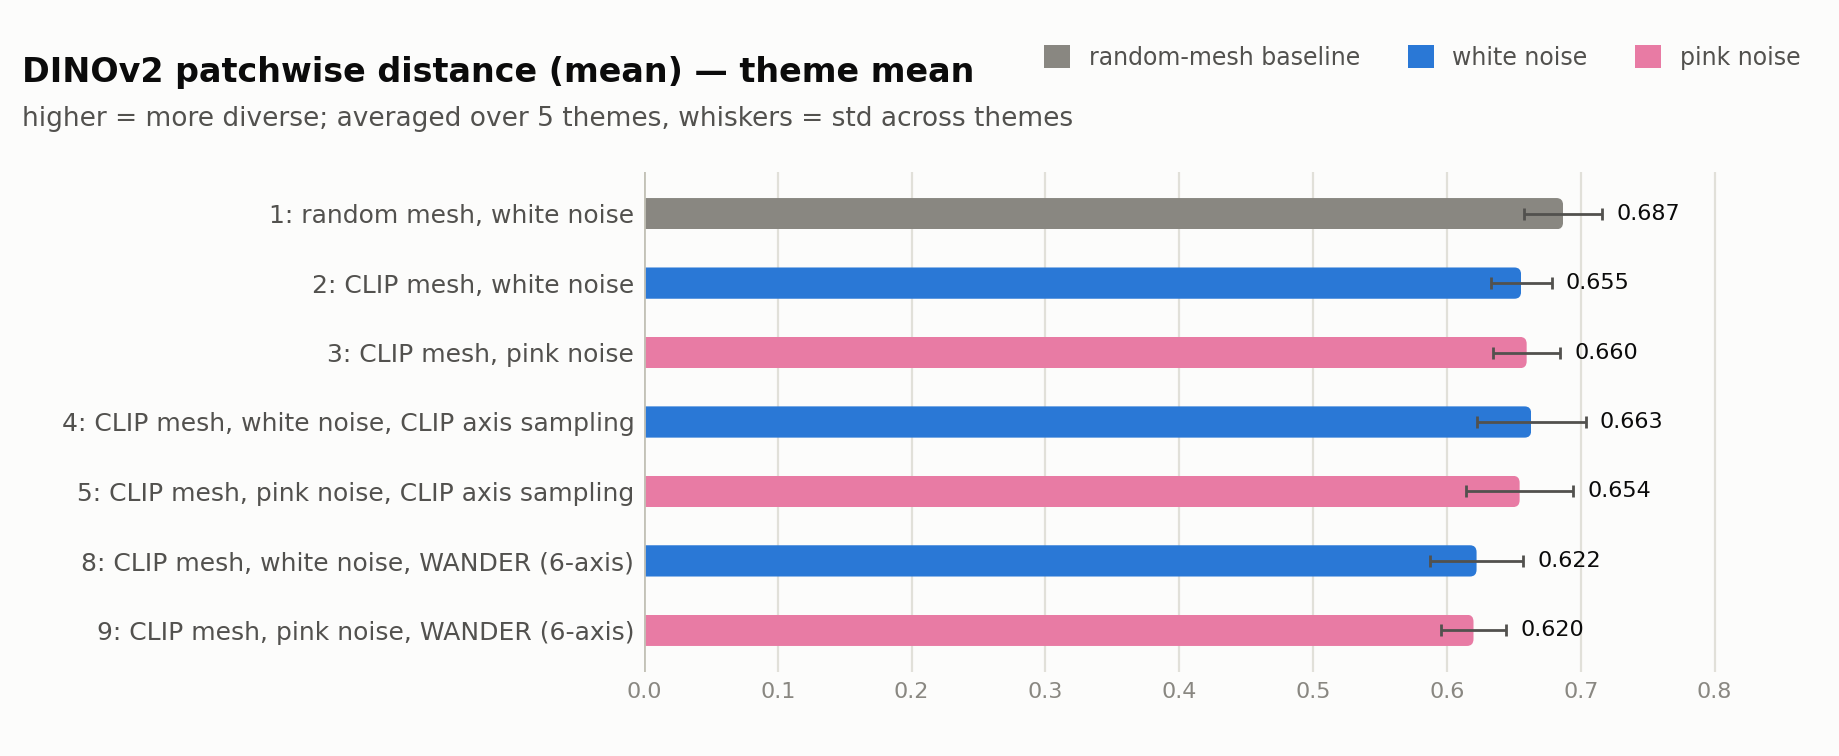 DINOv2 patchwise distance (mean) — theme mean
higher = more diverse; averaged over 5 themes, whiskers = std across themes
random-mesh baseline
white noise
pink noise
1: random mesh, white noise
0.687
2: CLIP mesh, white noise
0.655
3: CLIP mesh, pink noise
0.660
4: CLIP mesh, white noise, CLIP axis sampling
0.663
5: CLIP mesh, pink noise, CLIP axis sampling
0.654
8: CLIP mesh, white noise, WANDER (6-axis)
0.622
9: CLIP mesh, pink noise, WANDER (6-axis)
0.620
0.0 0.1 0.2 0.3 0.4 0.5 0.6 0.7 0.8